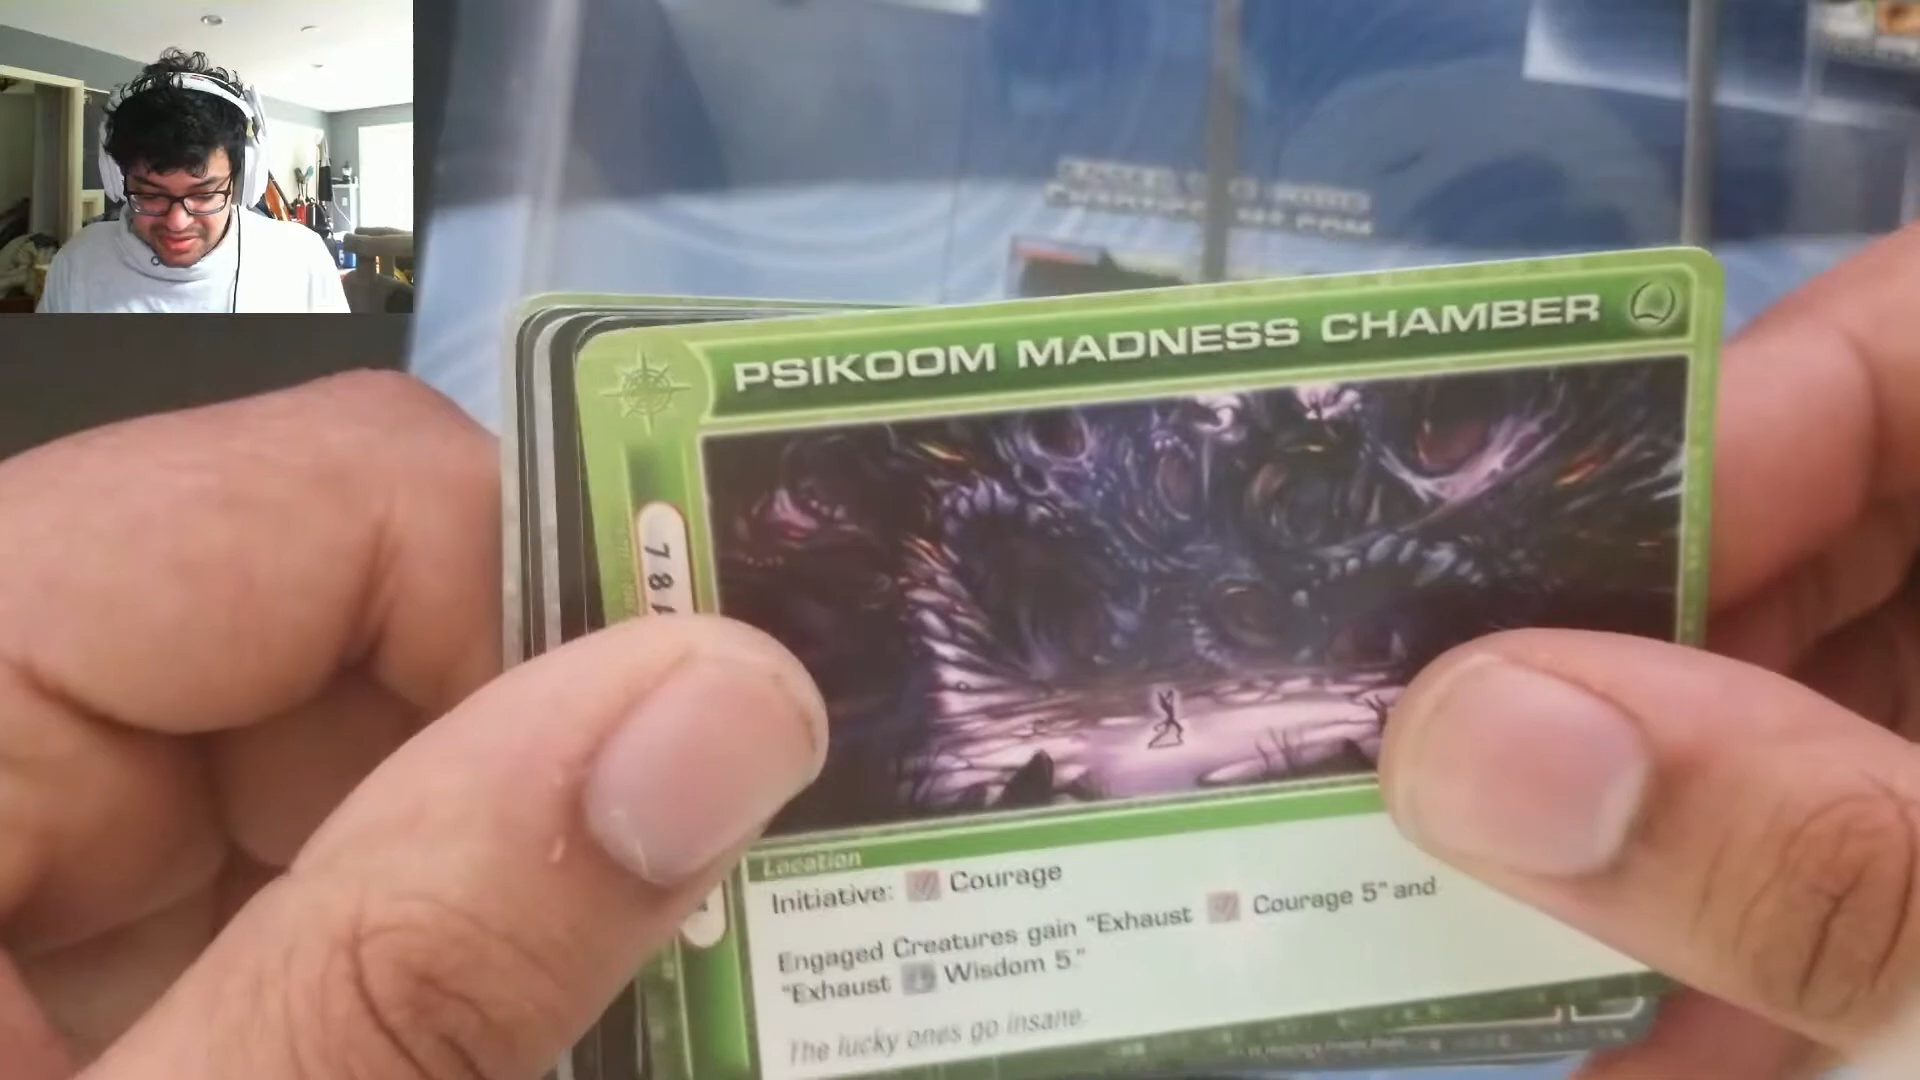 PSIKOOM MADNESS CHAMBER
Location
Initiative: Courage
Engaged Creatures gain "Exhaust Courage 5" and
"Exhaust Wisdom 5."
The lucky ones go insane.